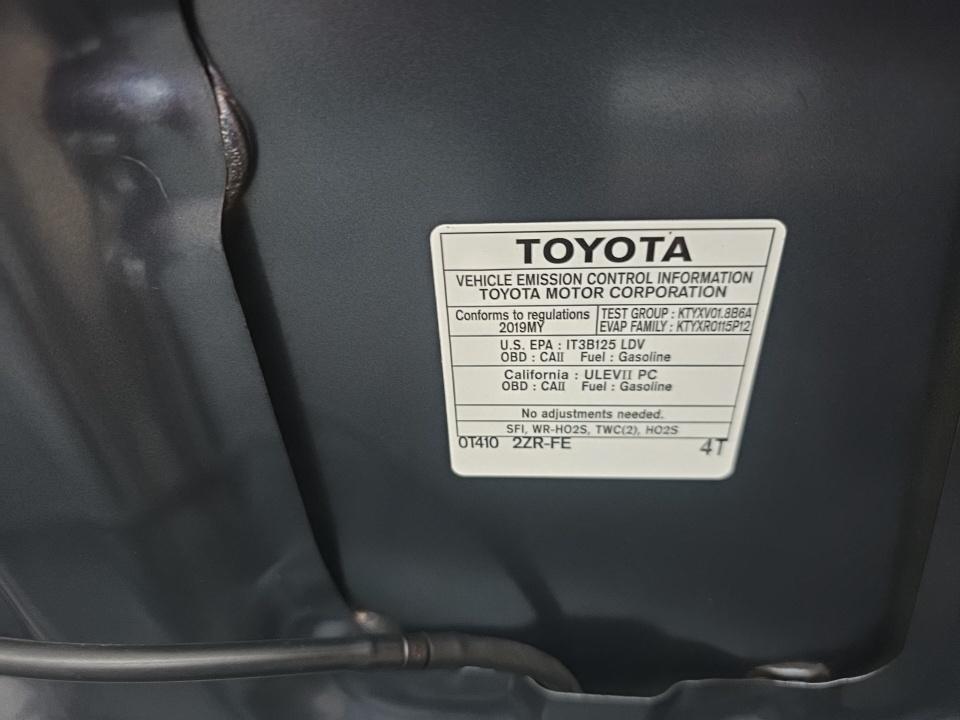 TOYOTA
VEHICLE EMISSION CONTROL INFORMATION
TOYOTA MOTOR CORPORATION
Conforms to regulations
2019MY
TEST GROUP : KTYXV01.8B6A
EVAP FAMILY : KTYXR0115P12
U.S. EPA : IT3B125 LDV
OBD : CAII Fuel : Gasoline
California : ULEVII PC
OBD : CAII Fuel : Gasoline
No adjustments needed.
SFI, WR-HO2S, TWC(2), HO2S
0T410 2ZR-FE 4T